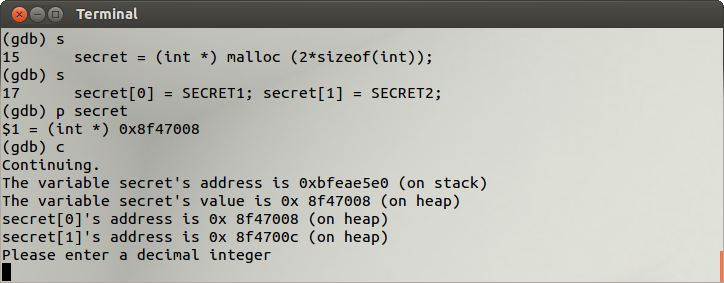 Terminal
(gdb) s
15      secret = (int *) malloc (2*sizeof(int));
(gdb) s
17      secret[0] = SECRET1; secret[1] = SECRET2;
(gdb) p secret
$1 = (int *) 0x8f47008
(gdb) c
Continuing.
The variable secret's address is 0xbfeae5e0 (on stack)
The variable secret's value is 0x 8f47008 (on heap)
secret[0]'s address is 0x 8f47008 (on heap)
secret[1]'s address is 0x 8f4700c (on heap)
Please enter a decimal integer